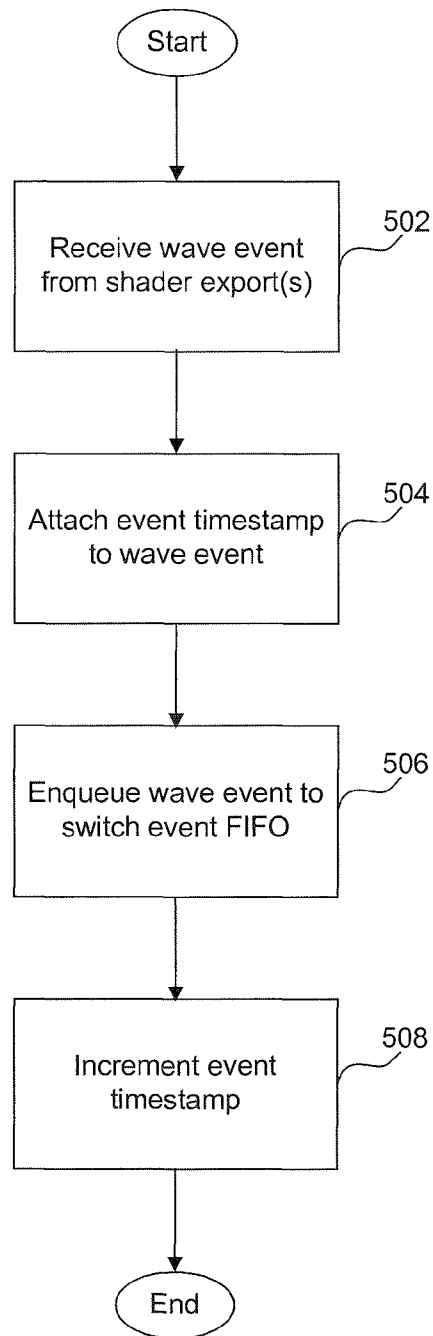 Start
502
Receive wave event
from shader export(s)
504
Attach event timestamp
to wave event
506
Enqueue wave event to
switch event FIFO
508
Increment event
timestamp
End